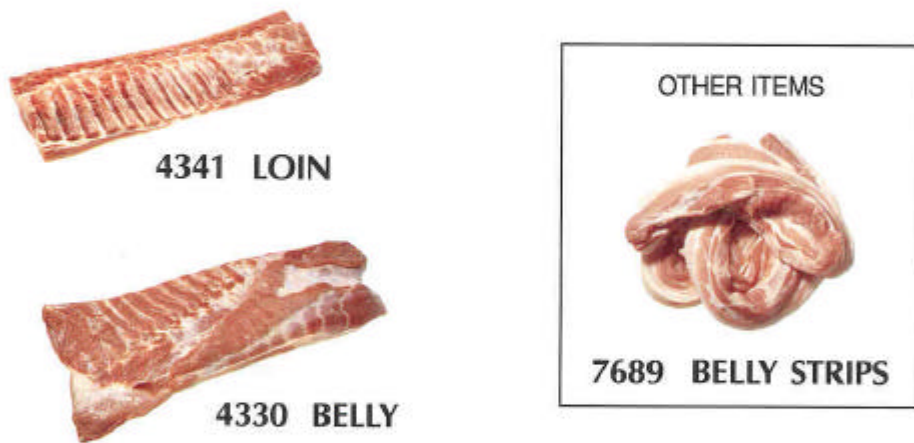 4341 LOIN
4330 BELLY
OTHER ITEMS
7689 BELLY STRIPS